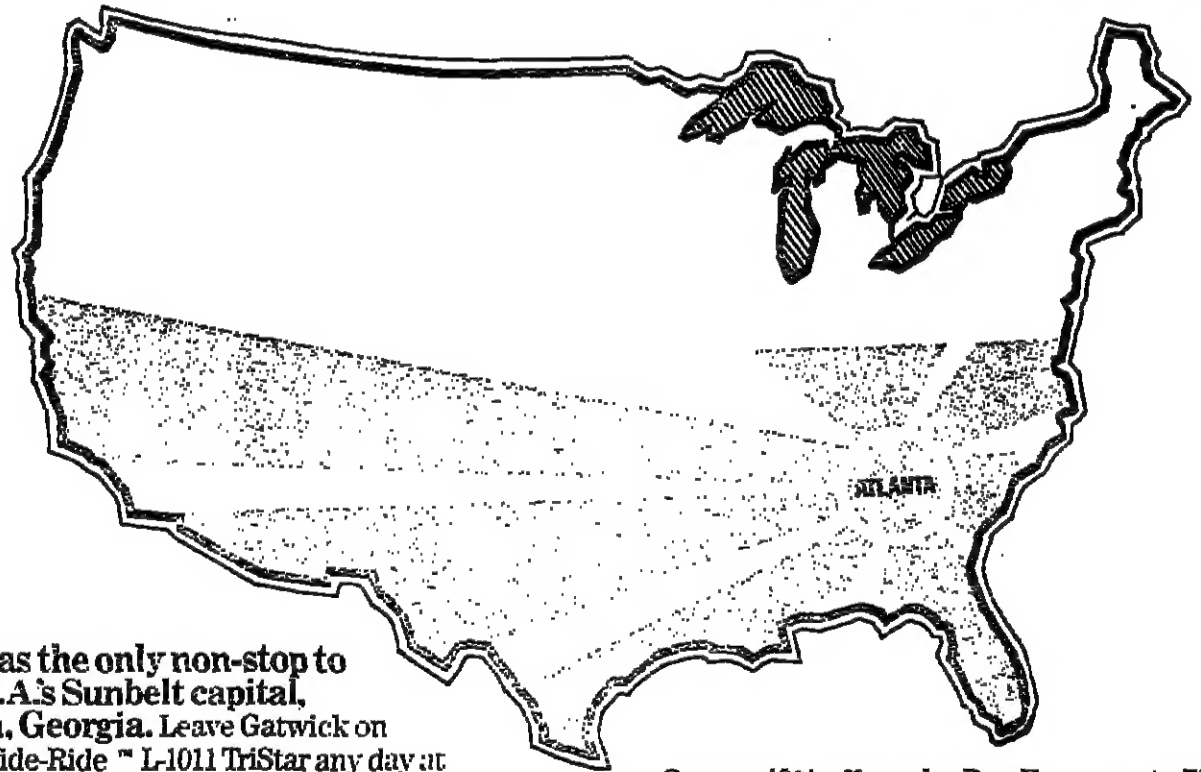 ATLANTA
as the only non-stop to
.A.'s Sunbelt capital,
, Georgia. Leave Gatwick on
ide-Ride ™ L-1011 TriStar any day at